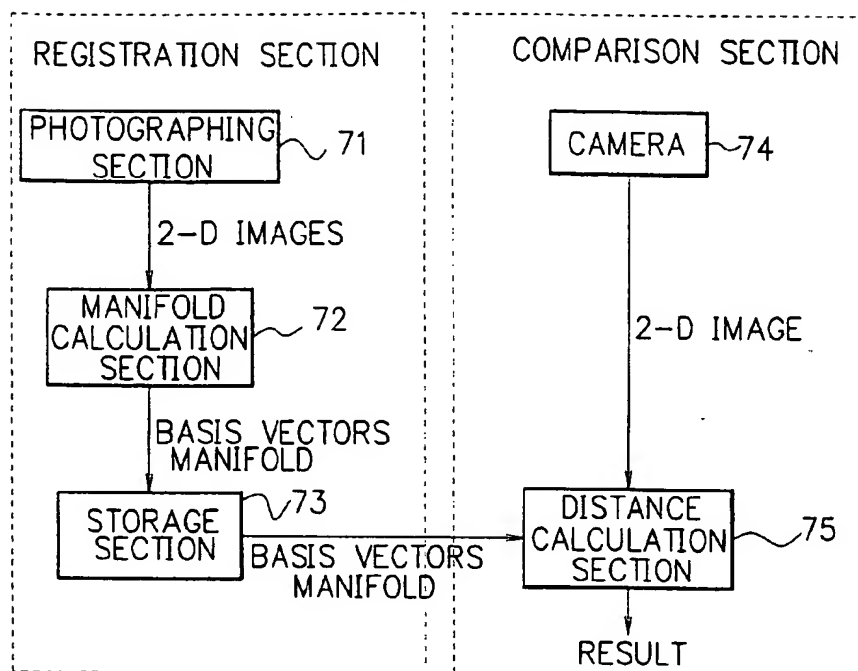 REGISTRATION SECTION
PHOTOGRAPHING
SECTION
71
2-D IMAGES
MANIFOLD
CALCULATION
SECTION
72
BASIS VECTORS
MANIFOLD
STORAGE
SECTION
73
BASIS VECTORS
MANIFOLD
COMPARISON SECTION
CAMERA
74
2-D IMAGE
DISTANCE
CALCULATION
SECTION
75
RESULT